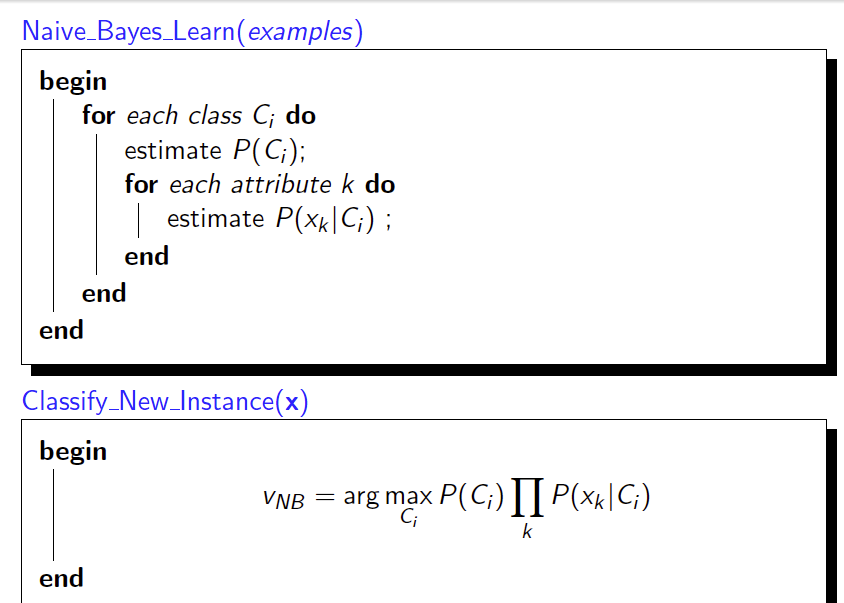 Naive_Bayes_Learn(examples)
begin
for each class C_i do
estimate P(C_i);
for each attribute k do
estimate P(x_k|C_i) ;
end
end
end
Classify_New_Instance(x)
begin
v_{NB} = arg max_{C_i} P(C_i) ∏_k P(x_k|C_i)
end